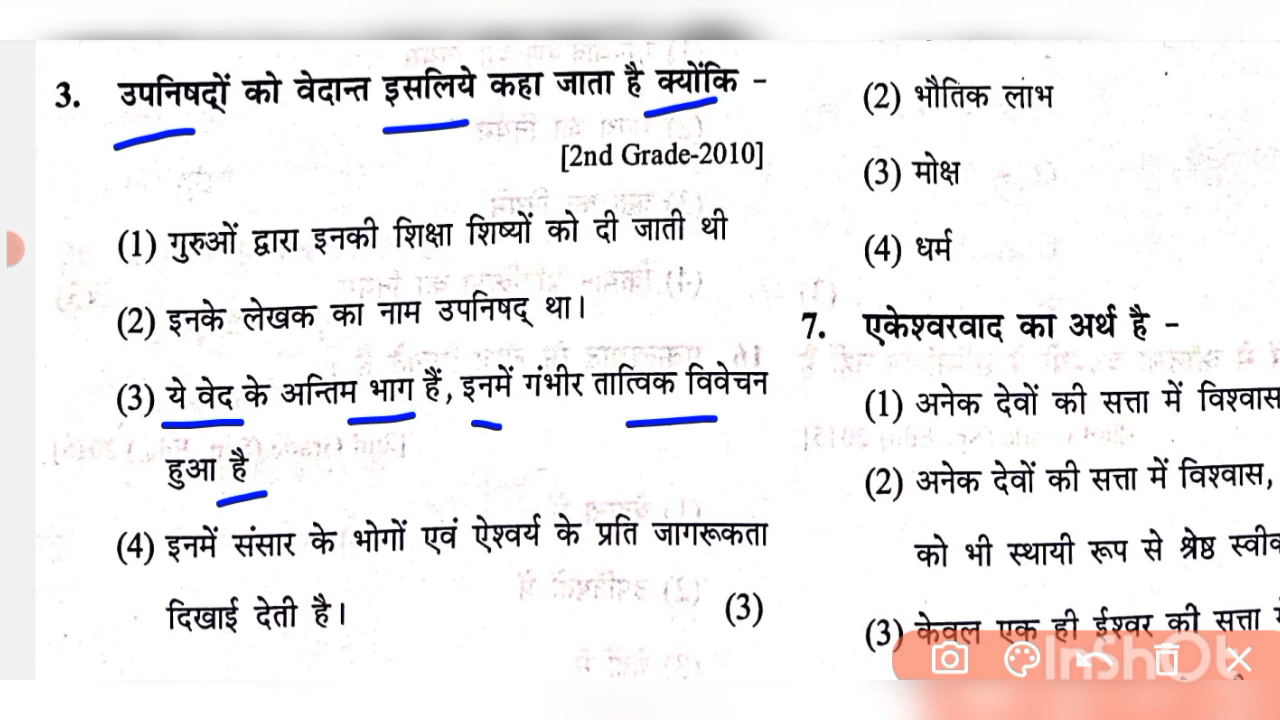 3. उपनिषदों को वेदान्त इसलिये कहा जाता है क्योंकि -
[2nd Grade-2010]
(1) गुरुओं द्वारा इनकी शिक्षा शिष्यों को दी जाती थी
(2) इनके लेखक का नाम उपनिषद् था।
(3) ये वेद के अन्तिम भाग हैं, इनमें गंभीर तात्विक विवेचन
हुआ है
(4) इनमें संसार के भोगों एवं ऐश्वर्य के प्रति जागरूकता
दिखाई देती है। (3)
(2) भौतिक लाभ
(3) मोक्ष
(4) धर्म
7. एकेश्वरवाद का अर्थ है -
(1) अनेक देवों की सत्ता में विश्वास
(2) अनेक देवों की सत्ता में विश्वास,
को भी स्थायी रूप से श्रेष्ठ
(3) केवल एक ही ईश्वर की सत्ता
InShOt